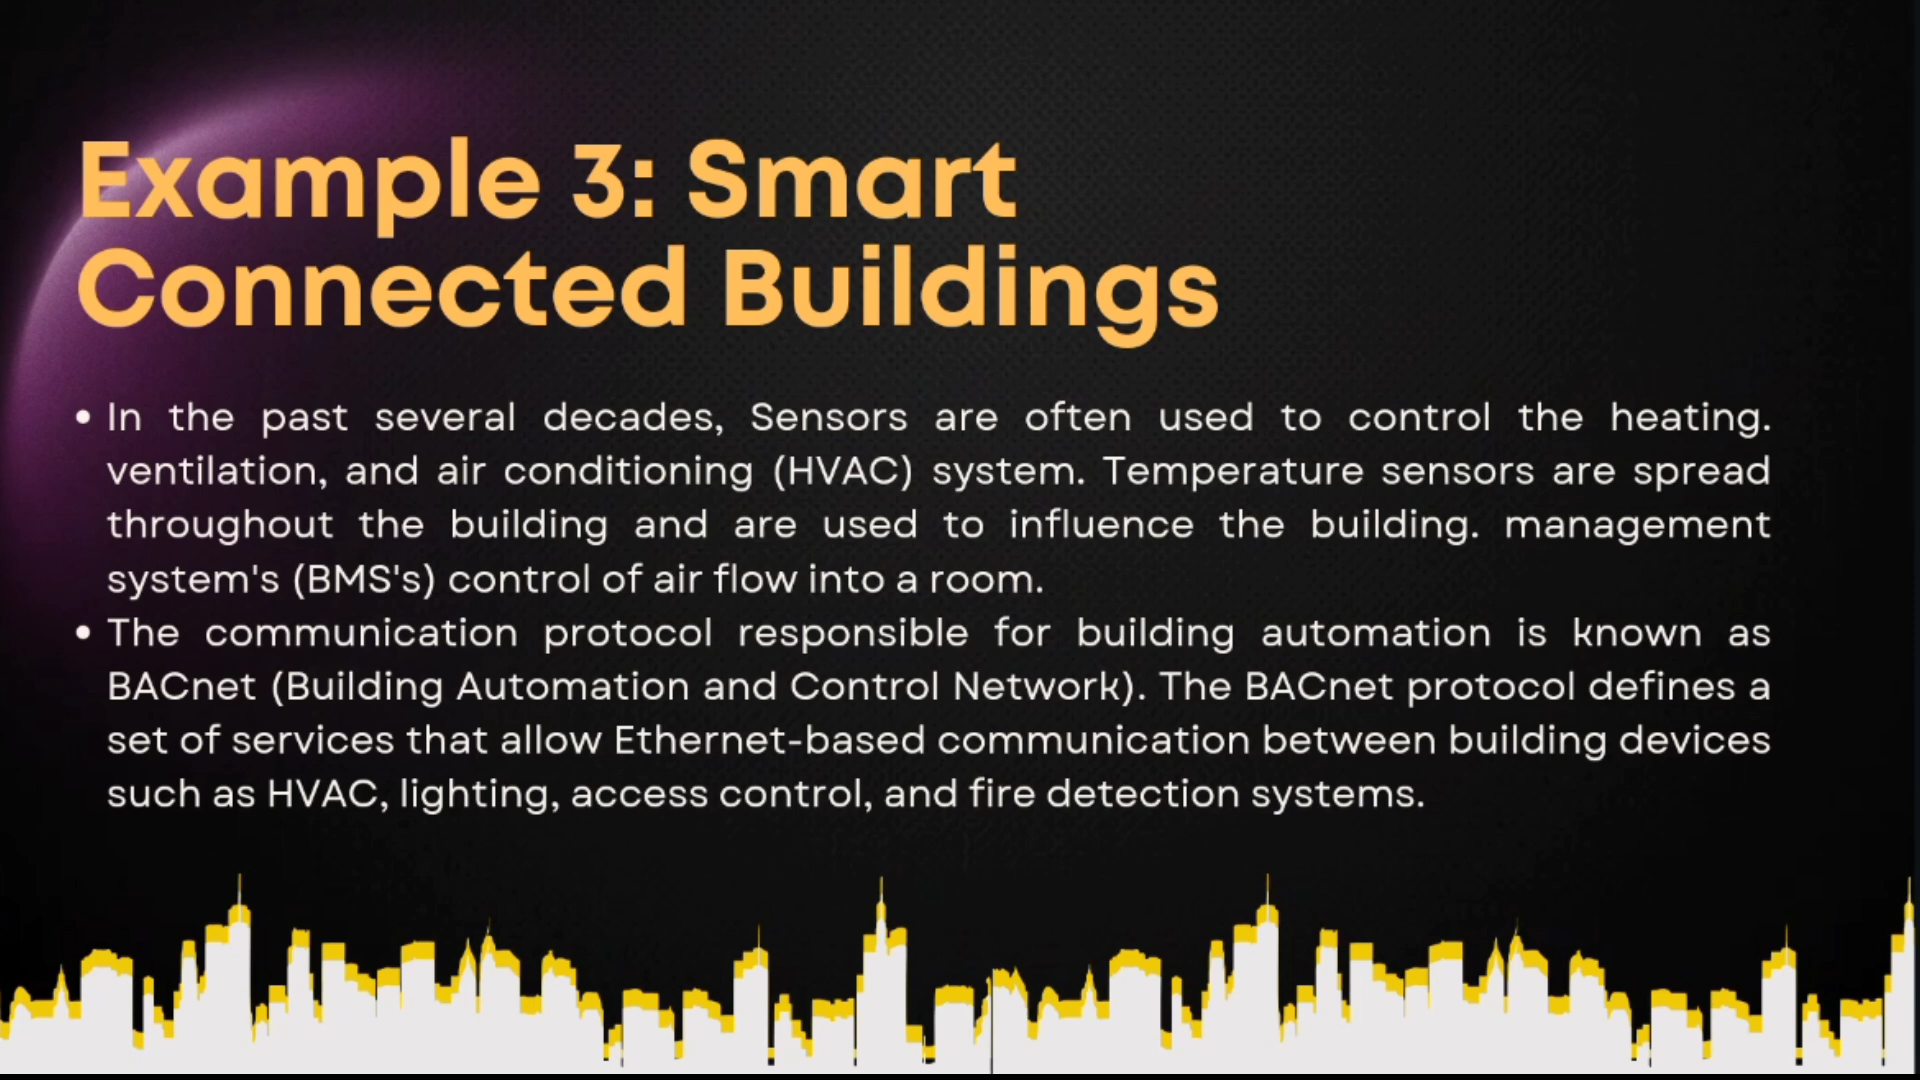 Example 3: Smart
Connected Buildings
• In the past several decades, Sensors are often used to control the heating.
ventilation, and air conditioning (HVAC) system. Temperature sensors are spread
throughout the building and are used to influence the building. management
system's (BMS's) control of air flow into a room.
• The communication protocol responsible for building automation is known as
BACnet (Building Automation and Control Network). The BACnet protocol defines a
set of services that allow Ethernet-based communication between building devices
such as HVAC, lighting, access control, and fire detection systems.